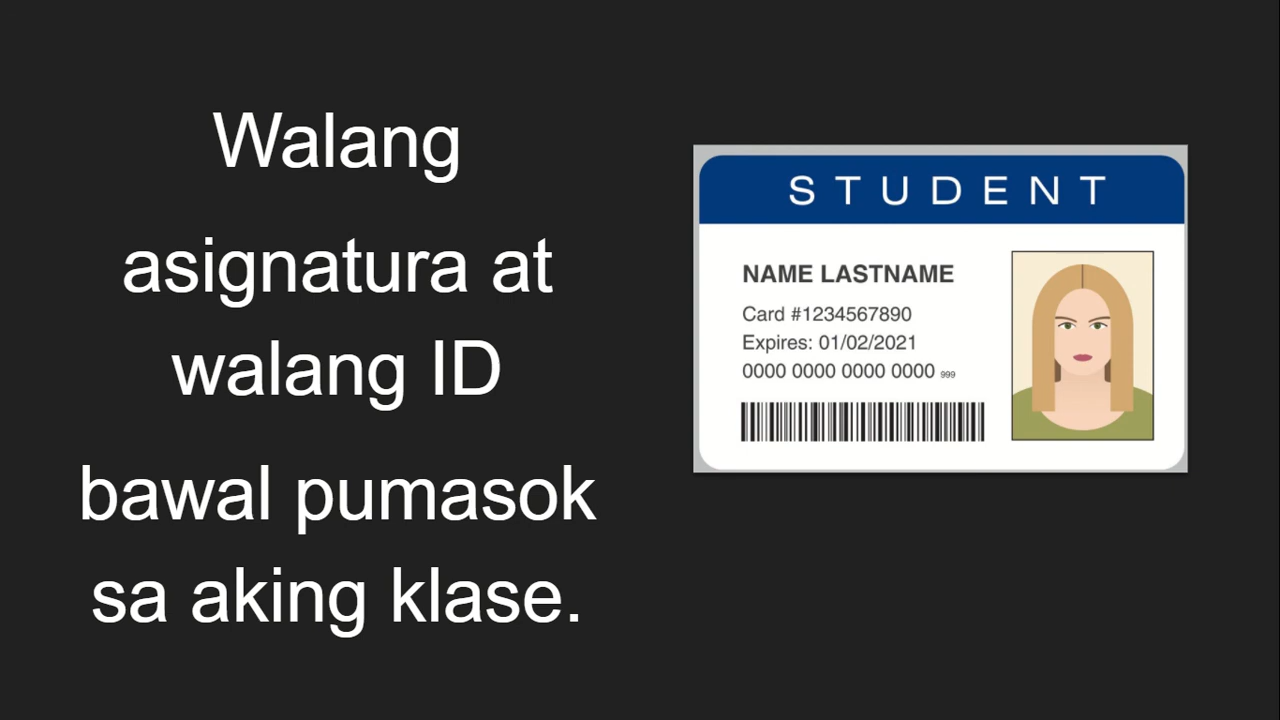 Walang
asignatura at
walang ID
bawal pumasok
sa aking klase.
STUDENT
NAME LASTNAME
Card #1234567890
Expires: 01/02/2021
0000 0000 0000 0000 999